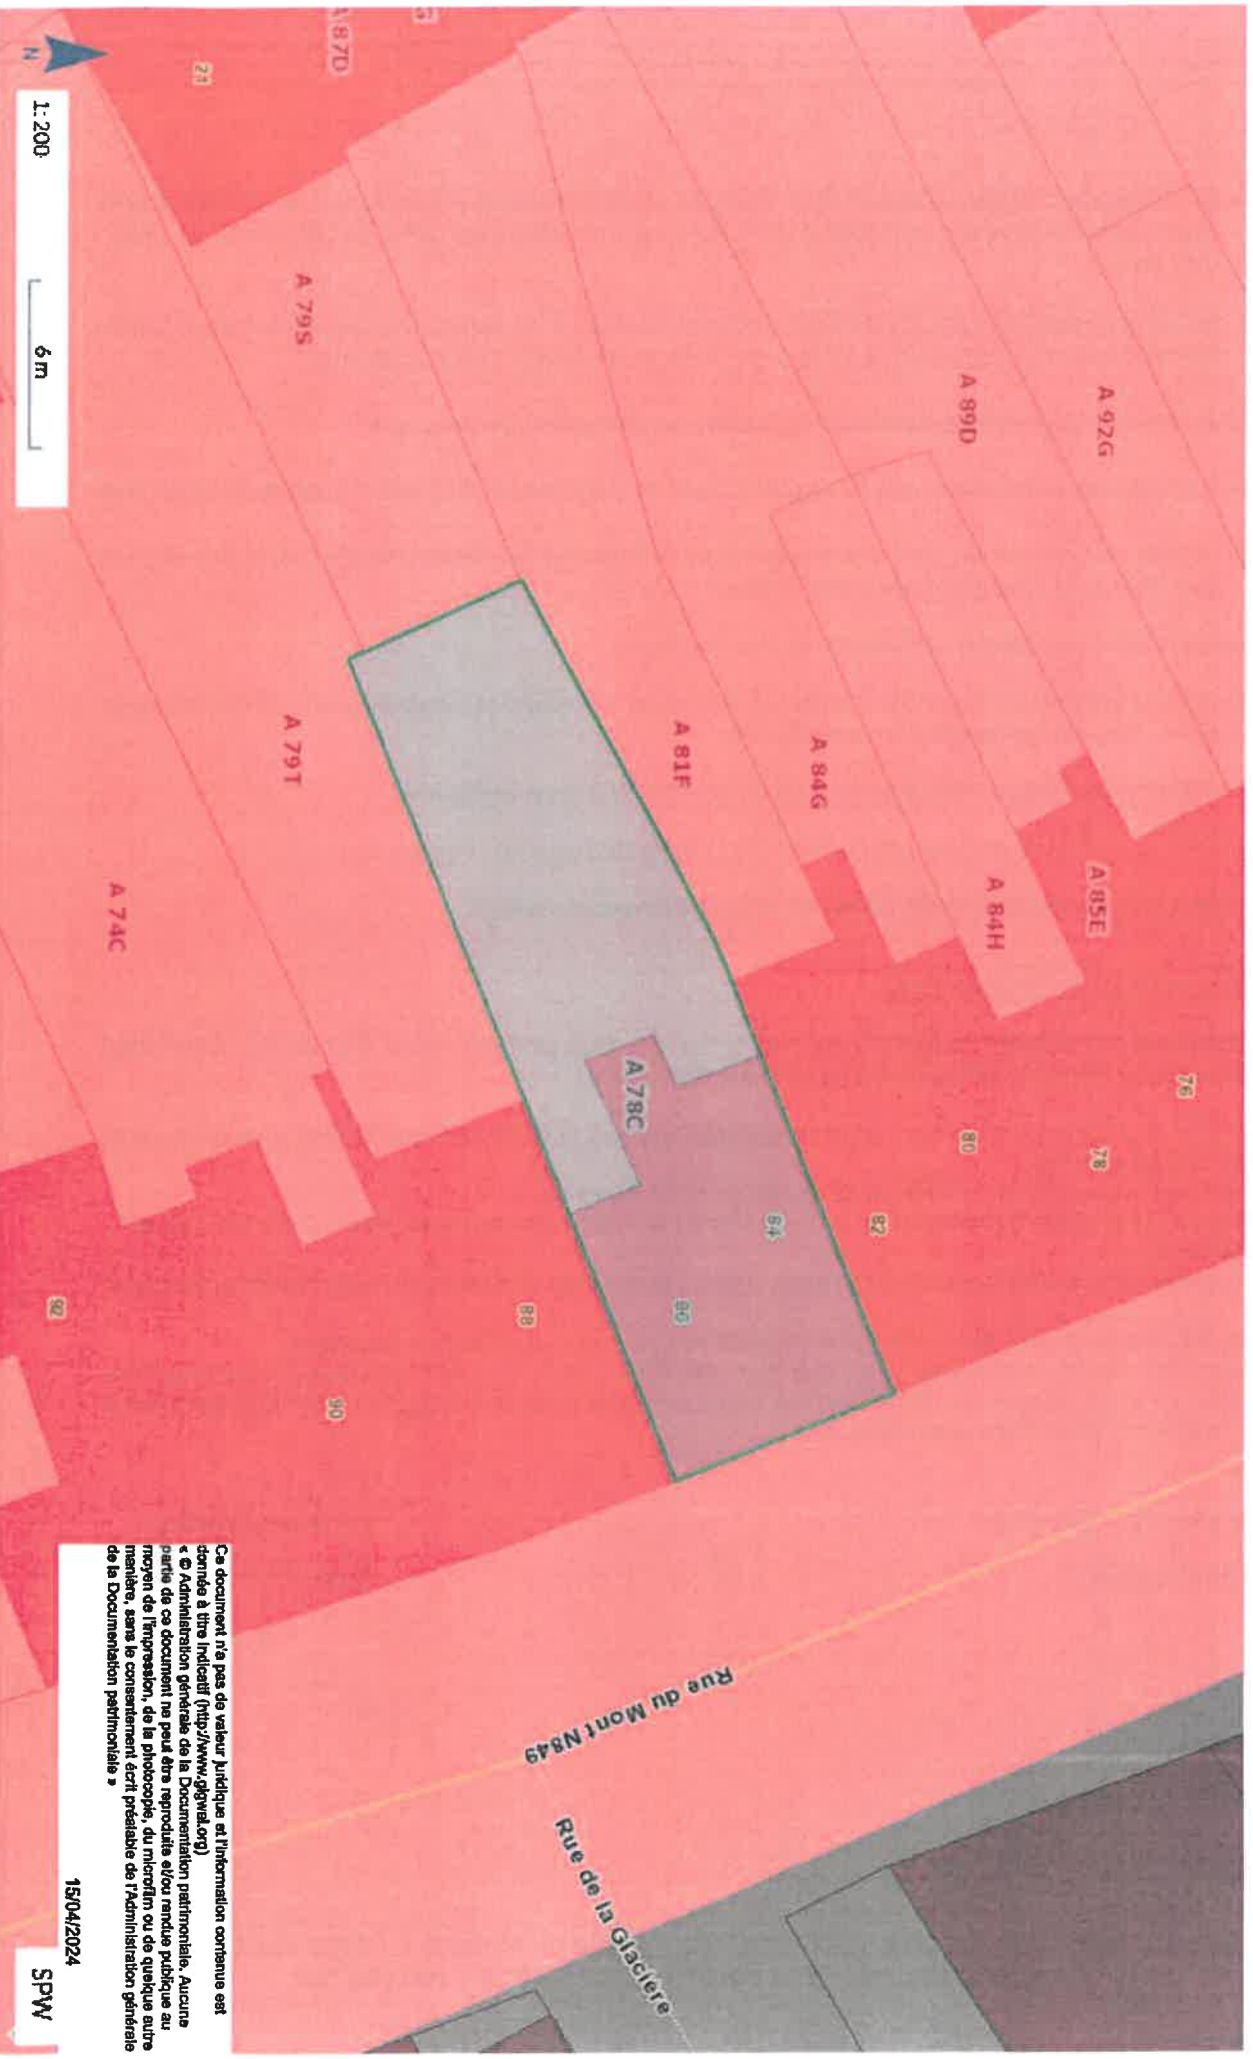 N
1: 200
6 m
71
A 87D
G
A 79S
A 92G
A 89D
A 79T
A 81F
A 84G
A 74C
A 84H
A 85E
A 78C
76
78
80
82
84
86
88
90
92
Rue du Mont N849
Rue de la Glacière
Ce document n'a pas de valeur juridique et l'information contenue est
donnée à titre indicatif (http://www.gigwal.org)
« © Administration générale de la Documentation patrimoniale. Aucune
partie de ce document ne peut être reproduite et/ou rendue publique au
moyen de l'impression, de la photocopie, du microfilm ou de quelque autre
manière, sans le consentement écrit préalable de l'Administration générale
de la Documentation patrimoniale »
15/04/2024
SPW